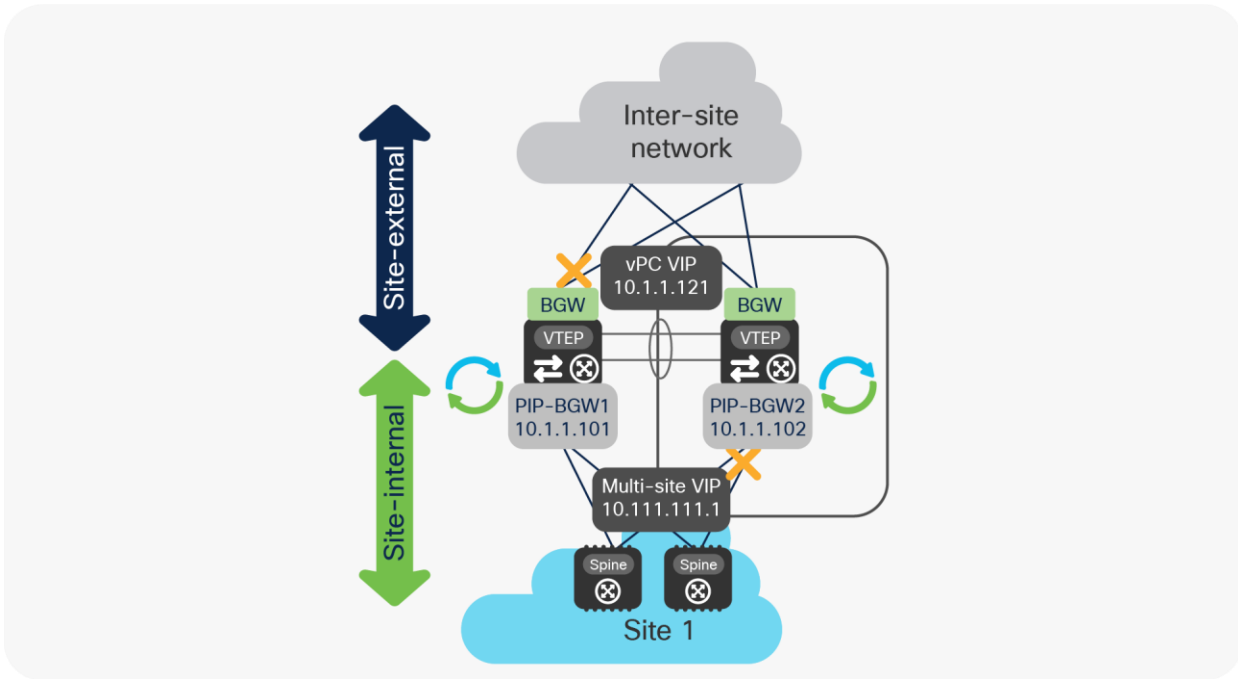 Inter-site
network
Site-external
vPC VIP
10.1.1.121
BGW
BGW
VTEP
VTEP
PIP-BGW1
10.1.1.101
PIP-BGW2
10.1.1.102
Site-internal
Multi-site VIP
10.111.111.1
Spine
Spine
Site 1